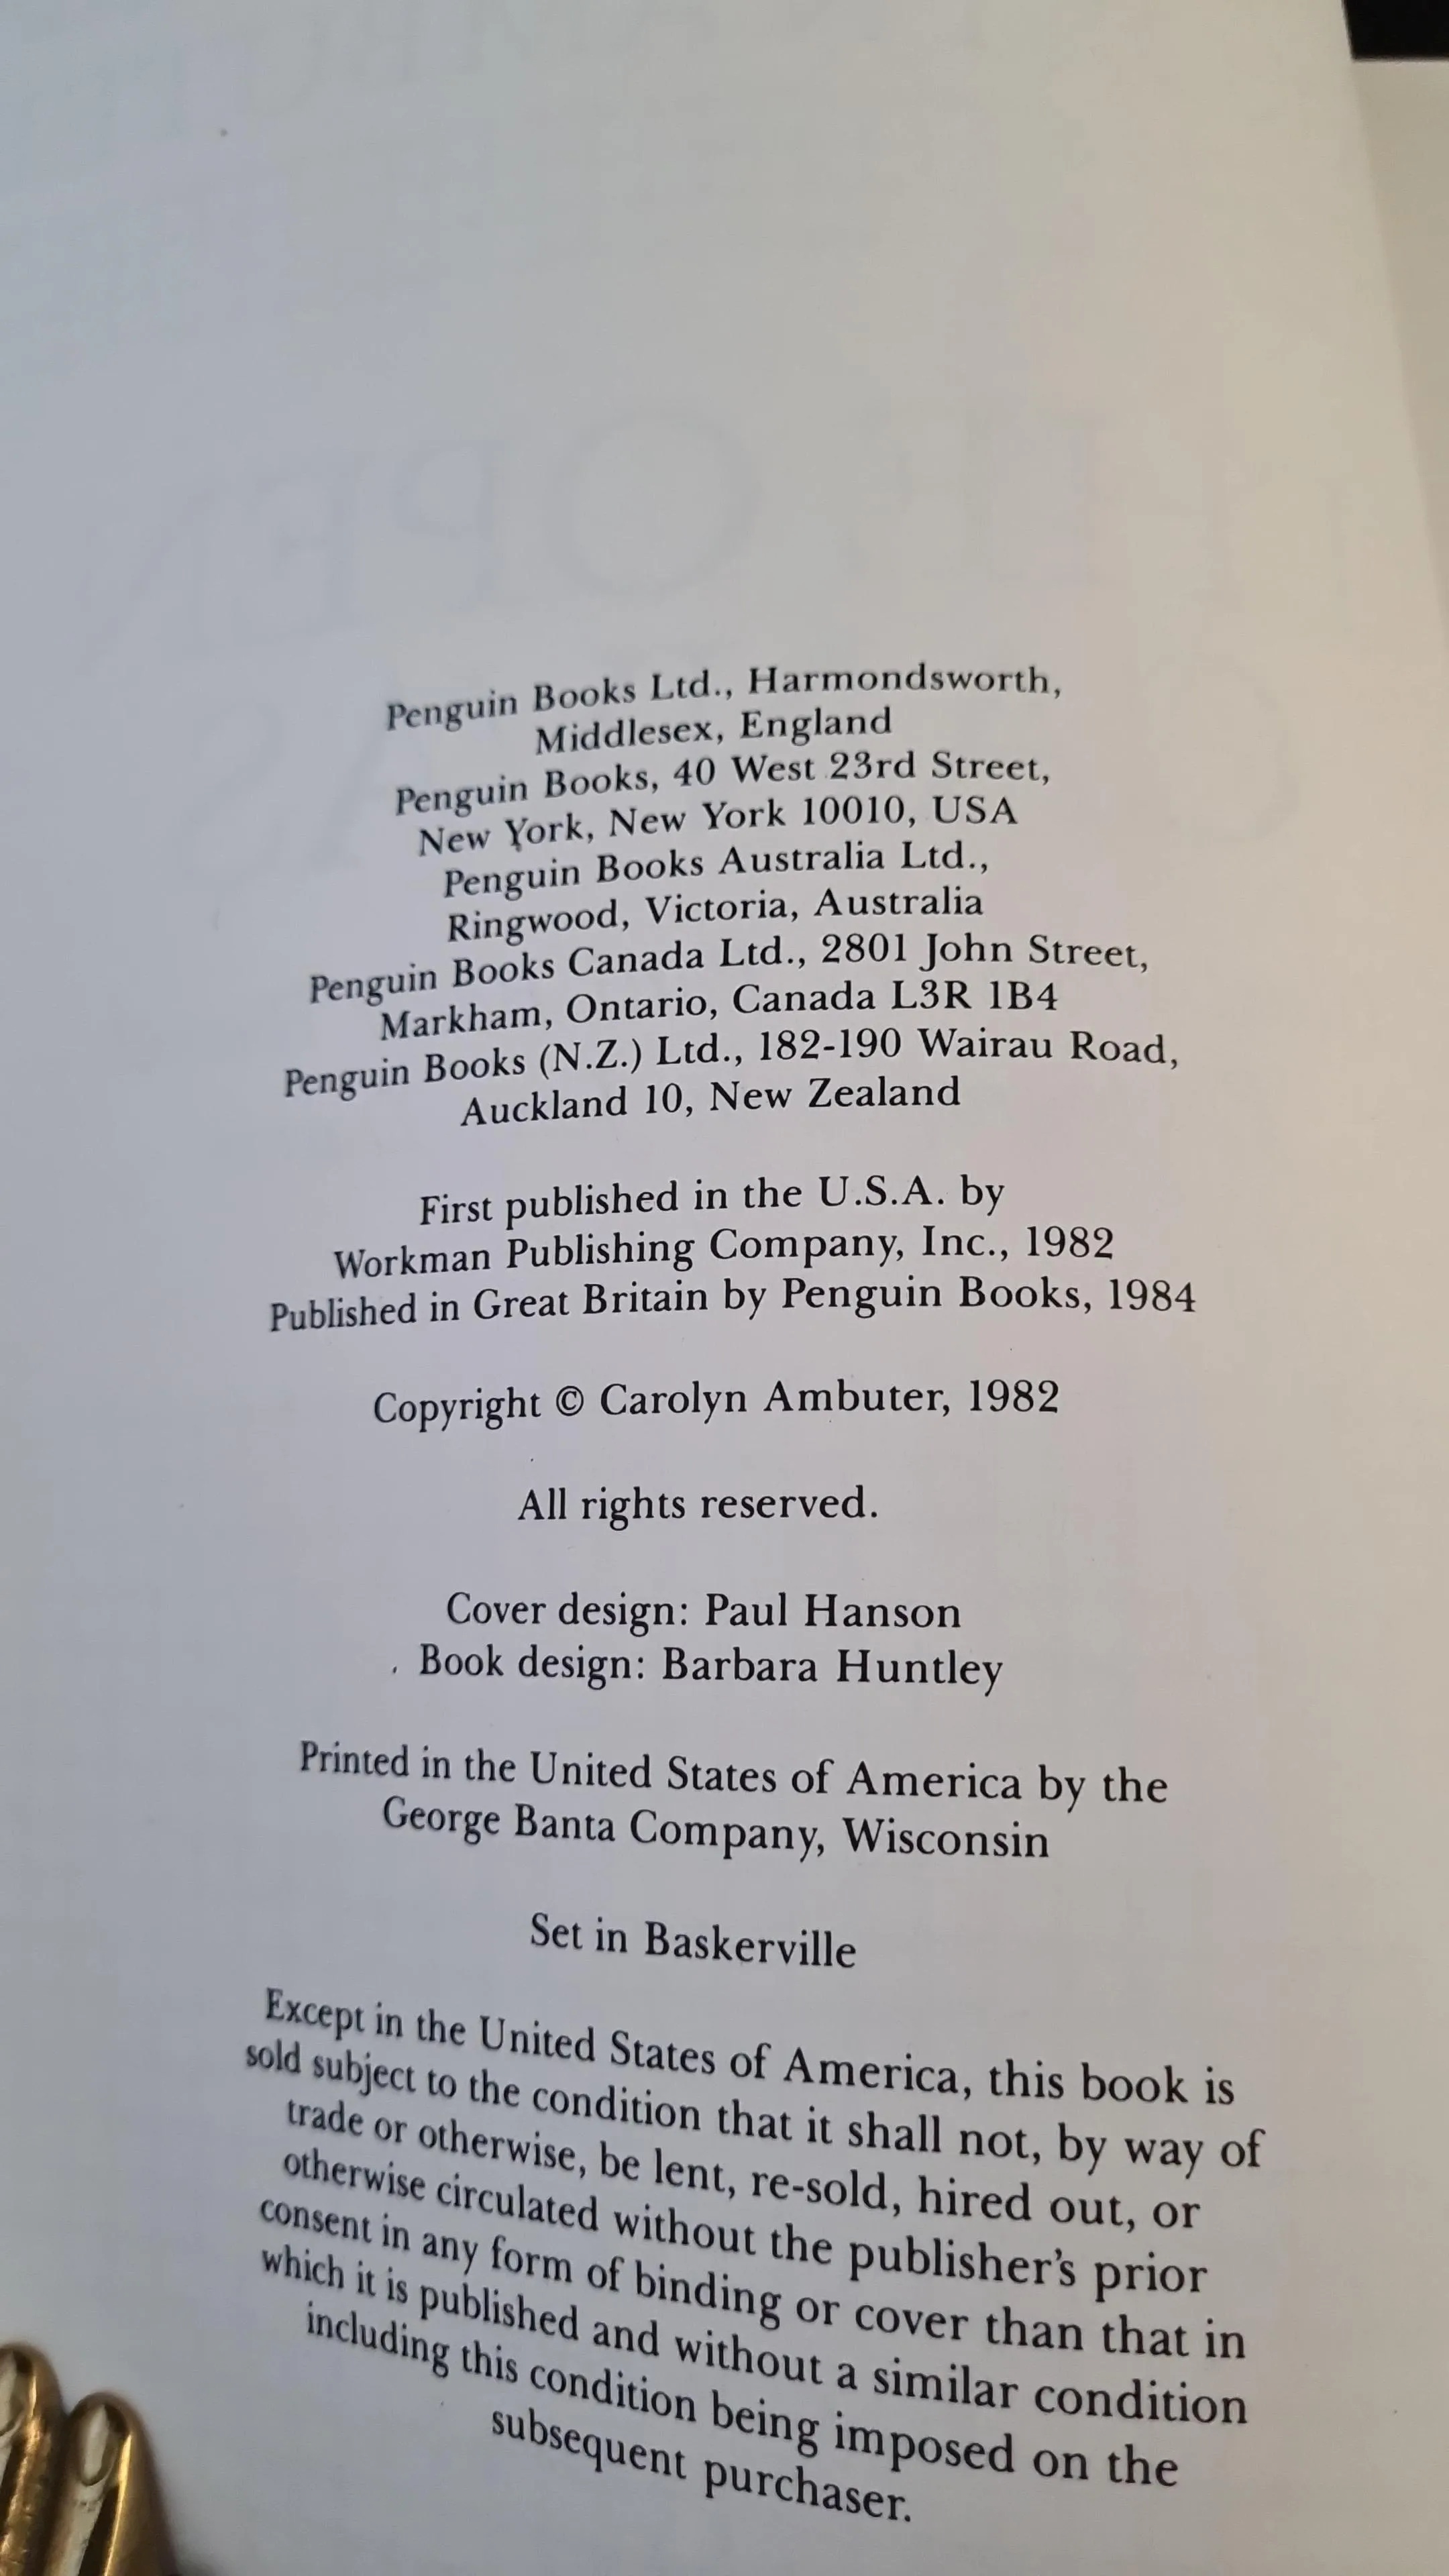 Penguin Books Ltd., Harmondsworth,
Middlesex, England
Penguin Books, 40 West 23rd Street,
New York, New York 10010, USA
Penguin Books Australia Ltd.,
Ringwood, Victoria, Australia
Penguin Books Canada Ltd., 2801 John Street,
Markham, Ontario, Canada L3R 1B4
Penguin Books (N.Z.) Ltd., 182-190 Wairau Road,
Auckland 10, New Zealand
First published in the U.S.A. by
Workman Publishing Company, Inc., 1982
Published in Great Britain by Penguin Books, 1984
Copyright © Carolyn Ambuter, 1982
All rights reserved.
Cover design: Paul Hanson
Book design: Barbara Huntley
Printed in the United States of America by the
George Banta Company, Wisconsin
Set in Baskerville
Except in the United States of America, this book is
sold subject to the condition that it shall not, by way of
trade or otherwise, be lent, re-sold, hired out, or
otherwise circulated without the publisher's prior
consent in any form of binding or cover than that in
which it is published and without a similar condition
including this condition being imposed on the
subsequent purchaser.